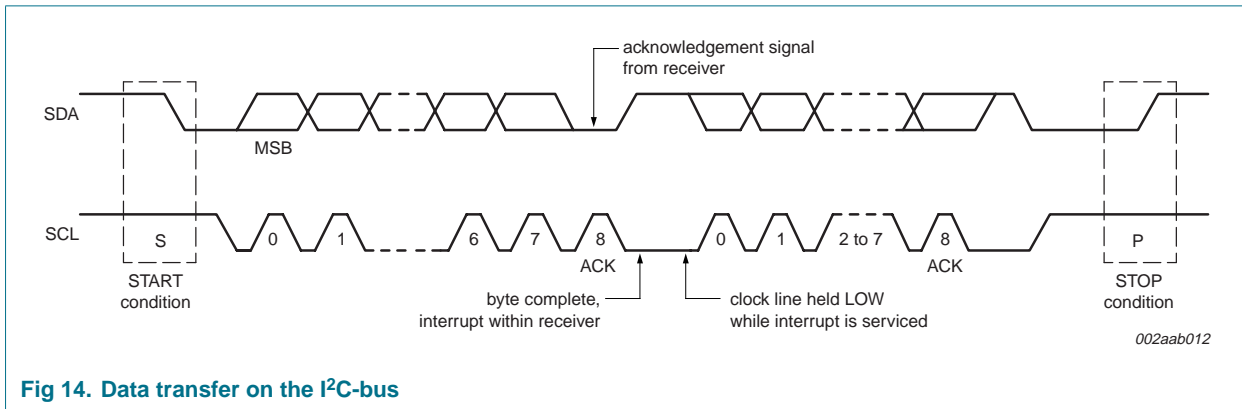 acknowledgement signal
from receiver
SDA
MSB
SCL
S
0
1
6
7
8
0
1
2 to 7
8
P
ACK
ACK
START
condition
byte complete,
interrupt within receiver
clock line held LOW
while interrupt is serviced
STOP
condition
002aab012
Fig 14. Data transfer on the I²C-bus